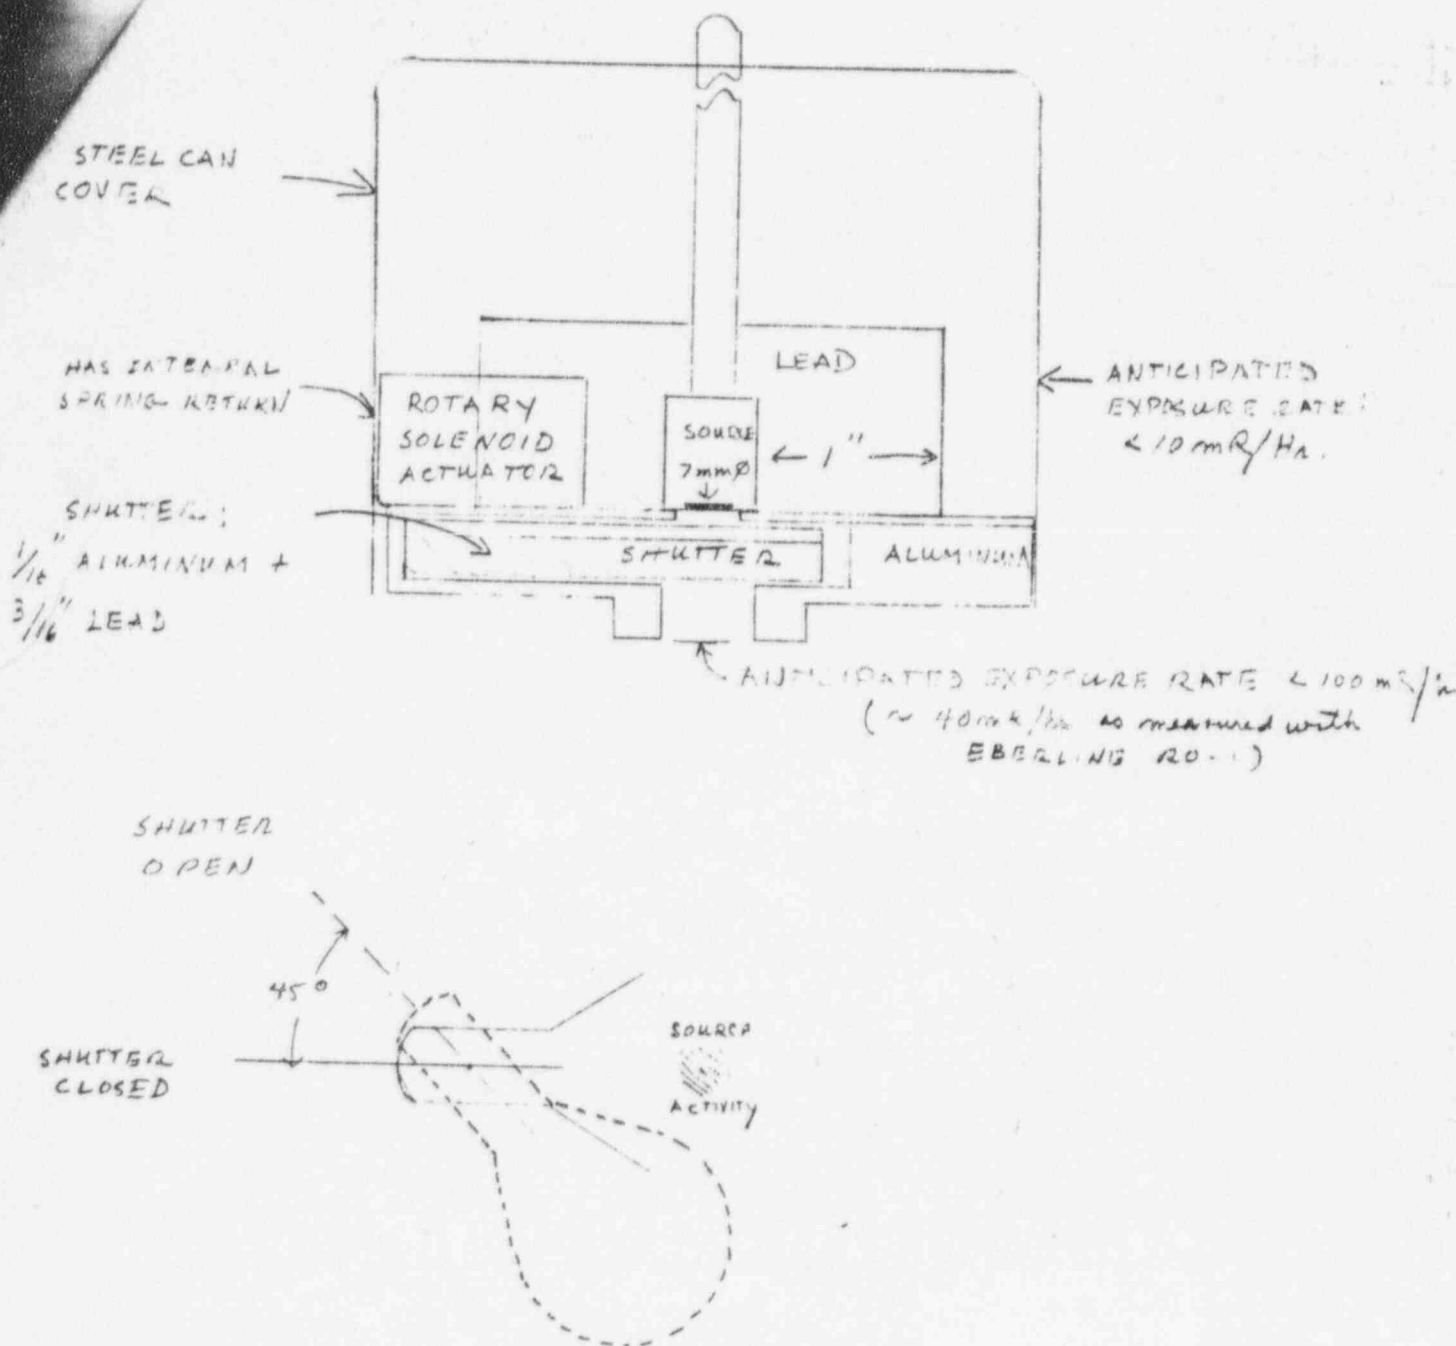 STEEL CAN
COVER
LEAD
HAS INTEGRAL
SPRING RETURN
ROTARY
SOLENOID
ACTUATOR
SOURCE
7mmØ
1"
ANTICIPATED
EXPOSURE RATE:
< 10 mR/Hr.
SHUTTER:
1/16" ALUMINUM +
3/16" LEAD
SHUTTER
ALUMINUM
ANTICIPATED EXPOSURE RATE < 100 mR/hr
(~ 40mR/hr as measured with
EBERLINE RO
SHUTTER
OPEN
45°
SHUTTER
CLOSED
SOURCE
ACTIVITY